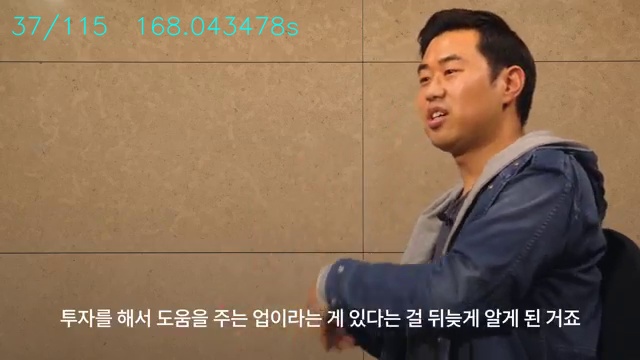 37/115 168.043478s
투자를 해서 도움을 주는 업이라는 게 있다는 걸 뒤늦게 알게 된 거죠